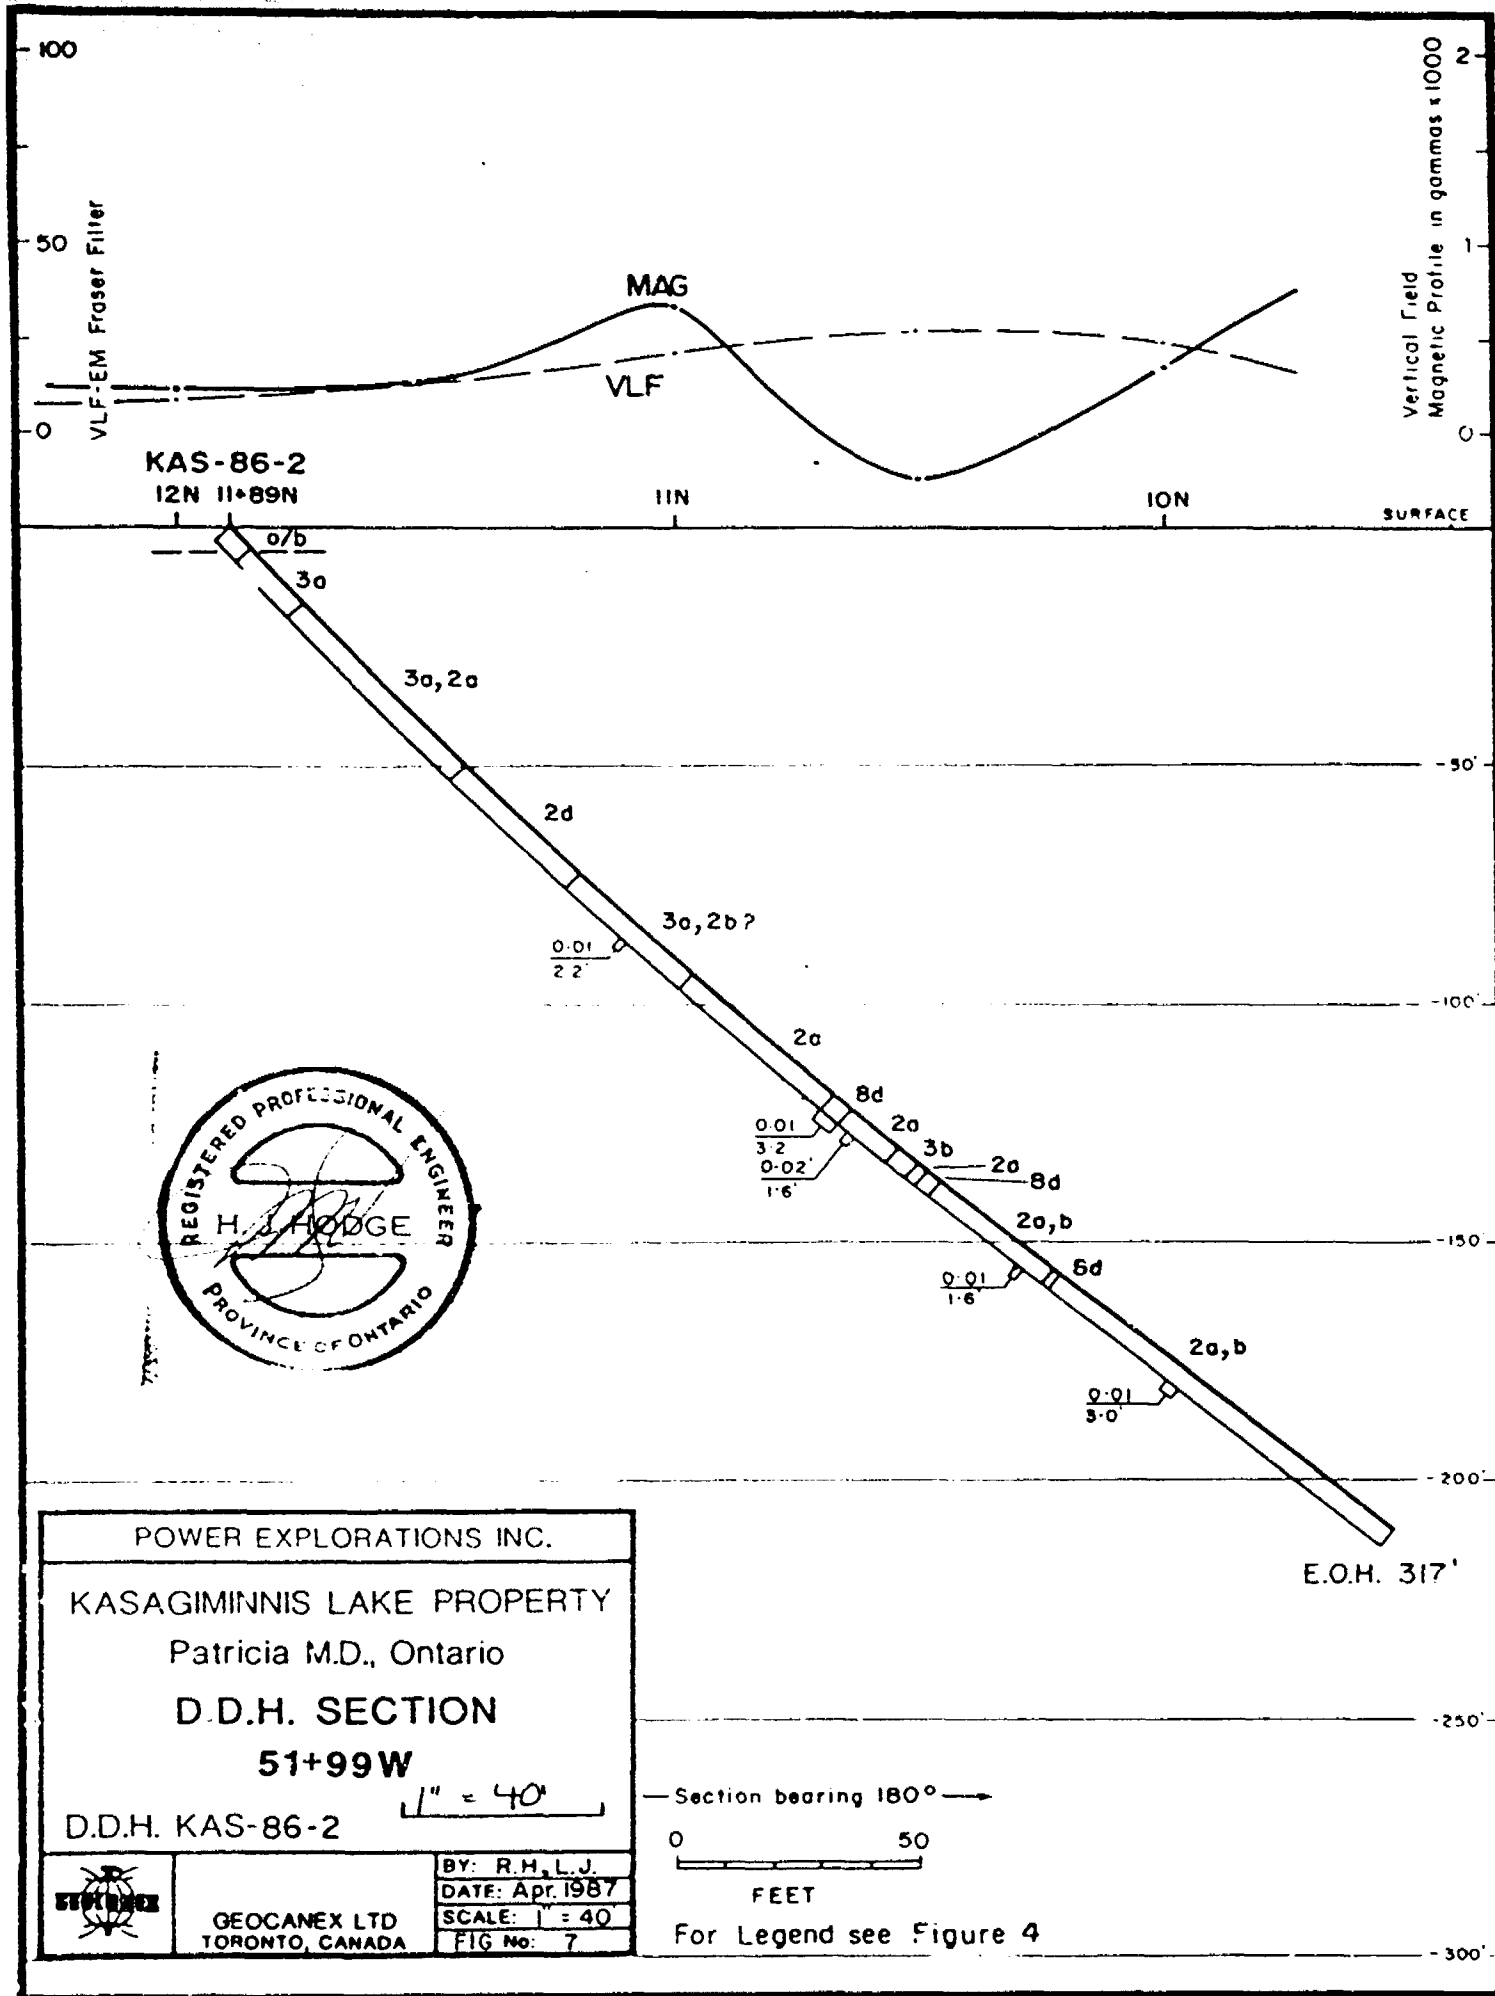 100
50
0
VLF-EM Fraser Filter
2
1
0
Vertical Field
Magnetic Profile in gammas x 1000
MAG
VLF
KAS-86-2
12N 11+89N
11N
10N
SURFACE
o/b
3a
3a,2a
-50'
2d
3a,2b?
0.01
2.2'
-100'
2a
8d
2a
3b
2a
8d
0.01
3.2
0.02'
1.6'
2a,b
-150'
0.01
1.6'
2a,b
0.01
3.0'
-200'
E.O.H. 317'
REGISTERED PROFESSIONAL ENGINEER
H. J. HODGE
PROVINCE OF ONTARIO
POWER EXPLORATIONS INC.
KASAGIMINNIS LAKE PROPERTY
Patricia M.D., Ontario
D.D.H. SECTION
51+99W
1" = 40'
D.D.H. KAS-86-2
GEOCANEX LTD
TORONTO, CANADA
BY: R.H, L.J.
DATE: Apr. 1987
SCALE: 1" = 40'
FIG No: 7
-250'
Section bearing 180°
0 50
FEET
For Legend see Figure 4
-300'